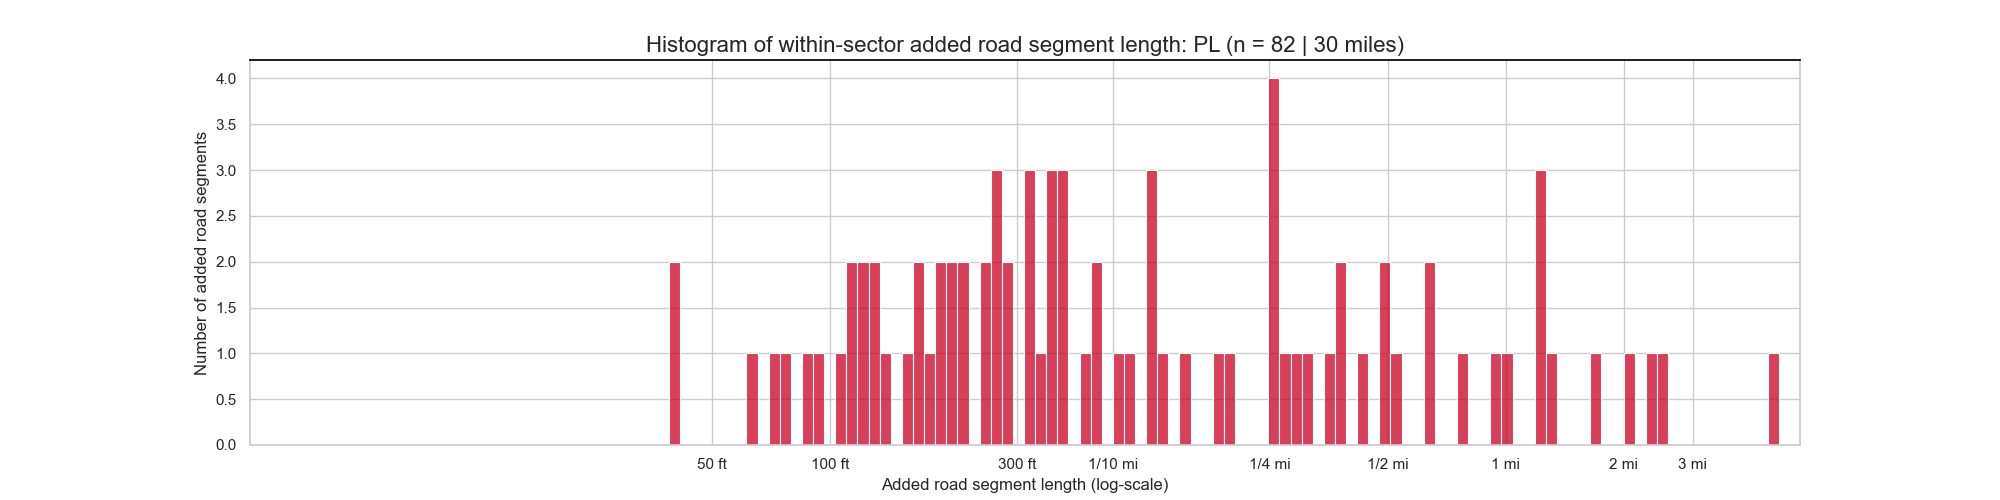 Histogram of within-sector added road segment length: PL (n = 82 | 30 miles)
Number of added road segments
4.0
3.5
3.0
2.5
2.0
1.5
1.0
0.5
0.0
50 ft 100 ft 300 ft 1/10 mi 1/4 mi 1/2 mi 1 mi 2 mi 3 mi
Added road segment length (log-scale)